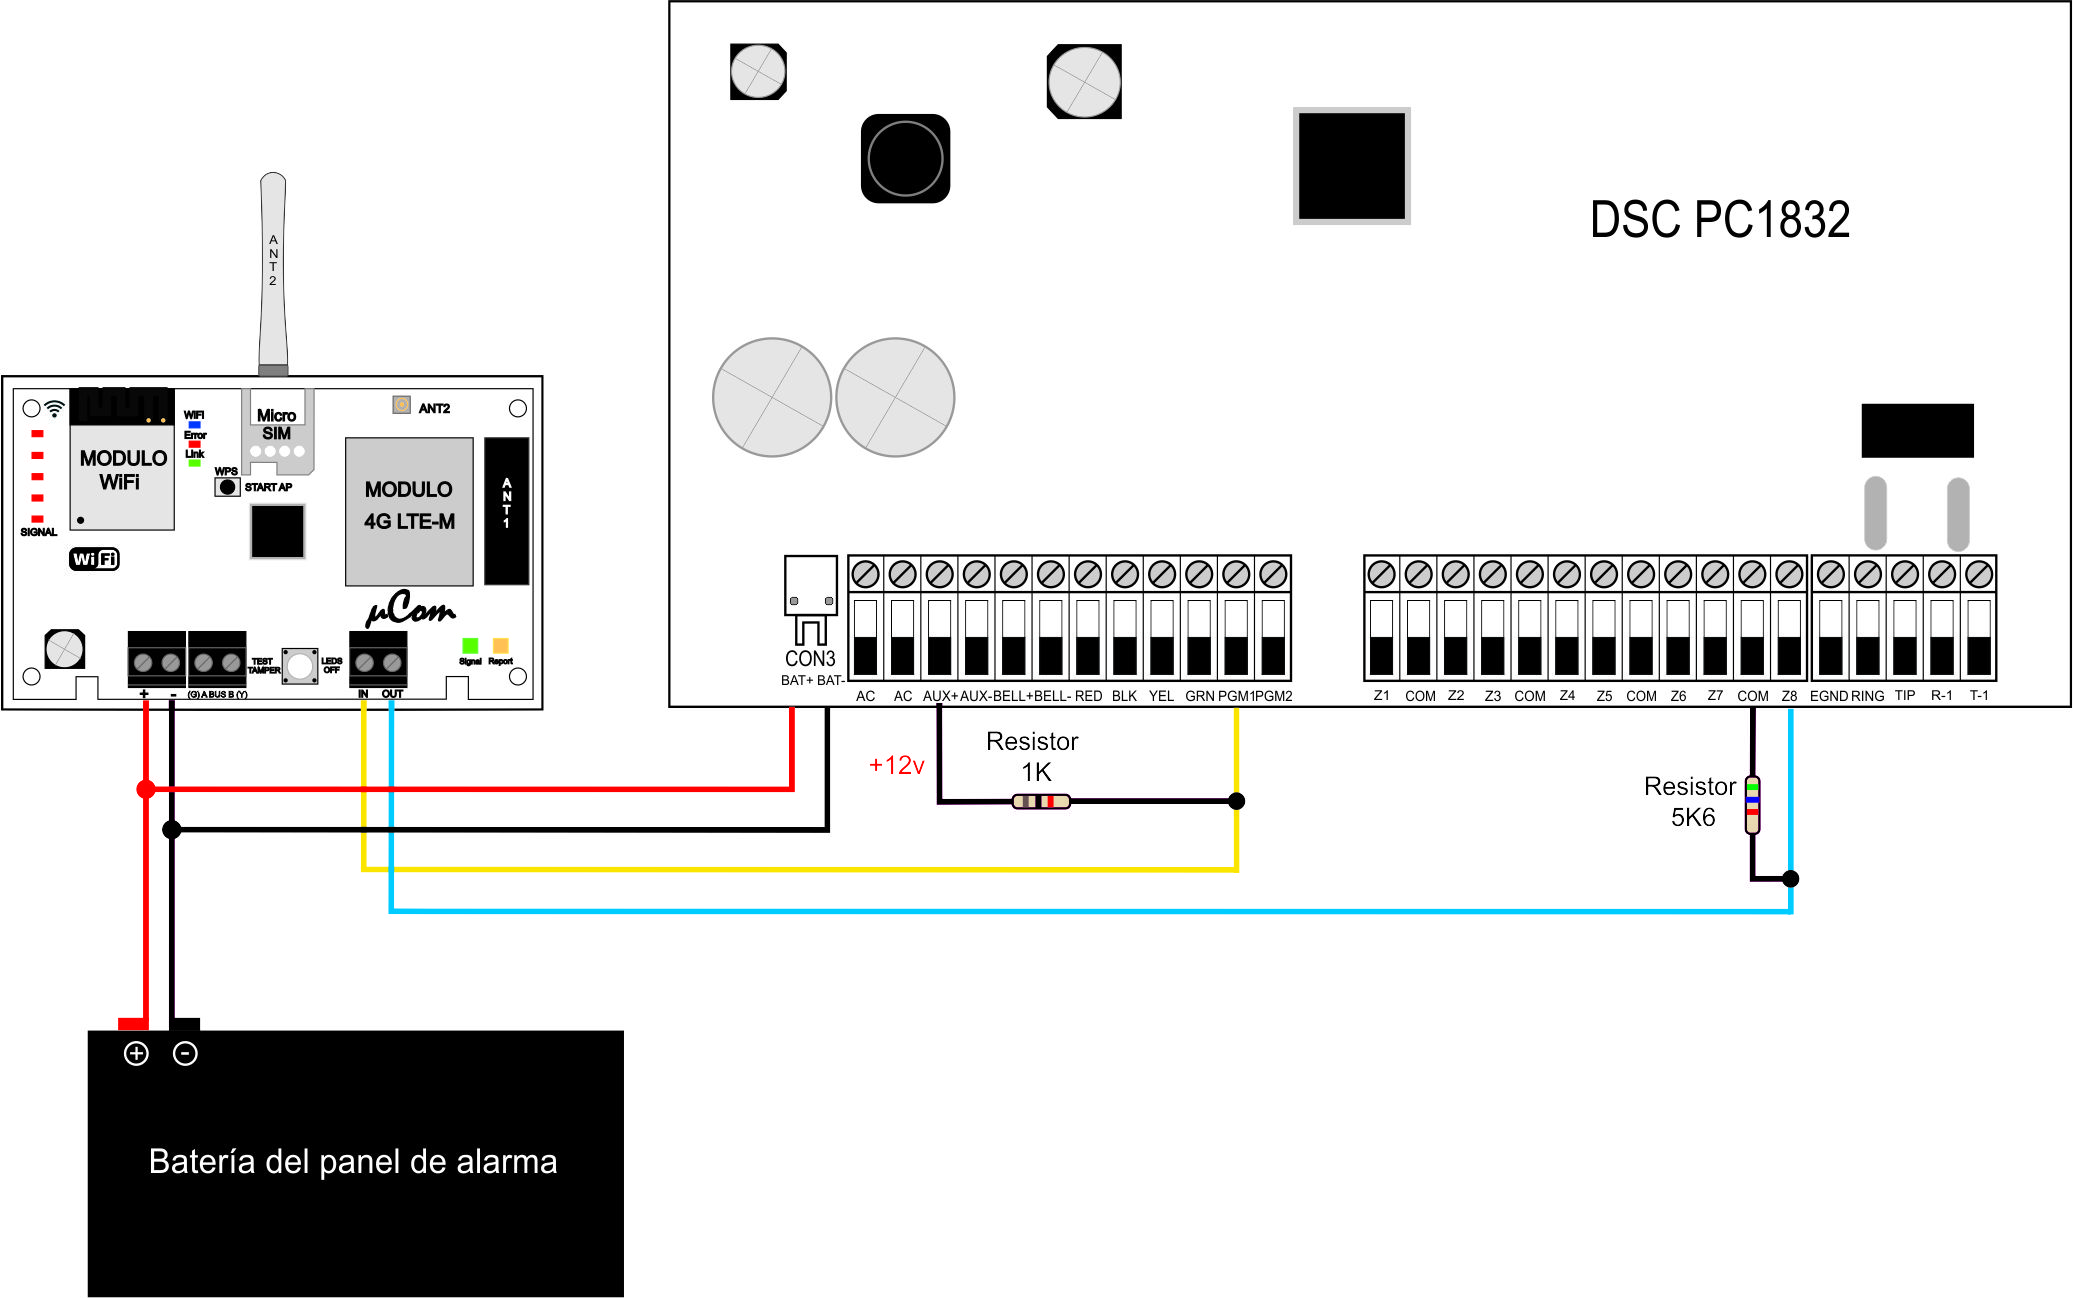 DSC PC1832
A
N
T
2
WiFi
Error
Link
Micro
SIM
ANT2
MODULO
WiFi
WPS
START AP
MODULO
4G LTE-M
A
N
T
1
SIGNAL
WiFi
µCom
TEST
TAMPER
LEDS
OFF
Signal Report
+ - (G) A BUS B (Y) IN OUT
CON3
BAT+ BAT-
AC AC AUX+ AUX- BELL+ BELL- RED BLK YEL GRN PGM1 PGM2
Z1 COM Z2 Z3 COM Z4 Z5 COM Z6 Z7 COM Z8 EGND RING TIP R-1 T-1
+12v
Resistor
1K
Resistor
5K6
+ -
Batería del panel de alarma